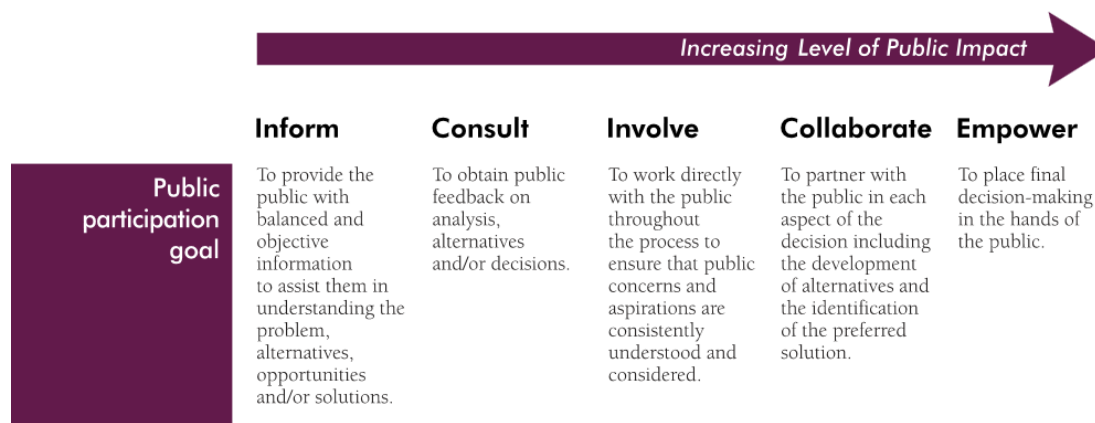 Increasing Level of Public Impact
Inform
Consult
Involve
Collaborate
Empower
Public
participation
goal
To provide the
public with
balanced and
objective
information
to assist them in
understanding the
problem,
alternatives,
opportunities
and/or solutions.
To obtain public
feedback on
analysis,
alternatives
and/or decisions.
To work directly
with the public
throughout
the process to
ensure that public
concerns and
aspirations are
consistently
understood and
considered.
To partner with
the public in each
aspect of the
decision including
the development
of alternatives and
the identification
of the preferred
solution.
To place final
decision-making
in the hands of
the public.